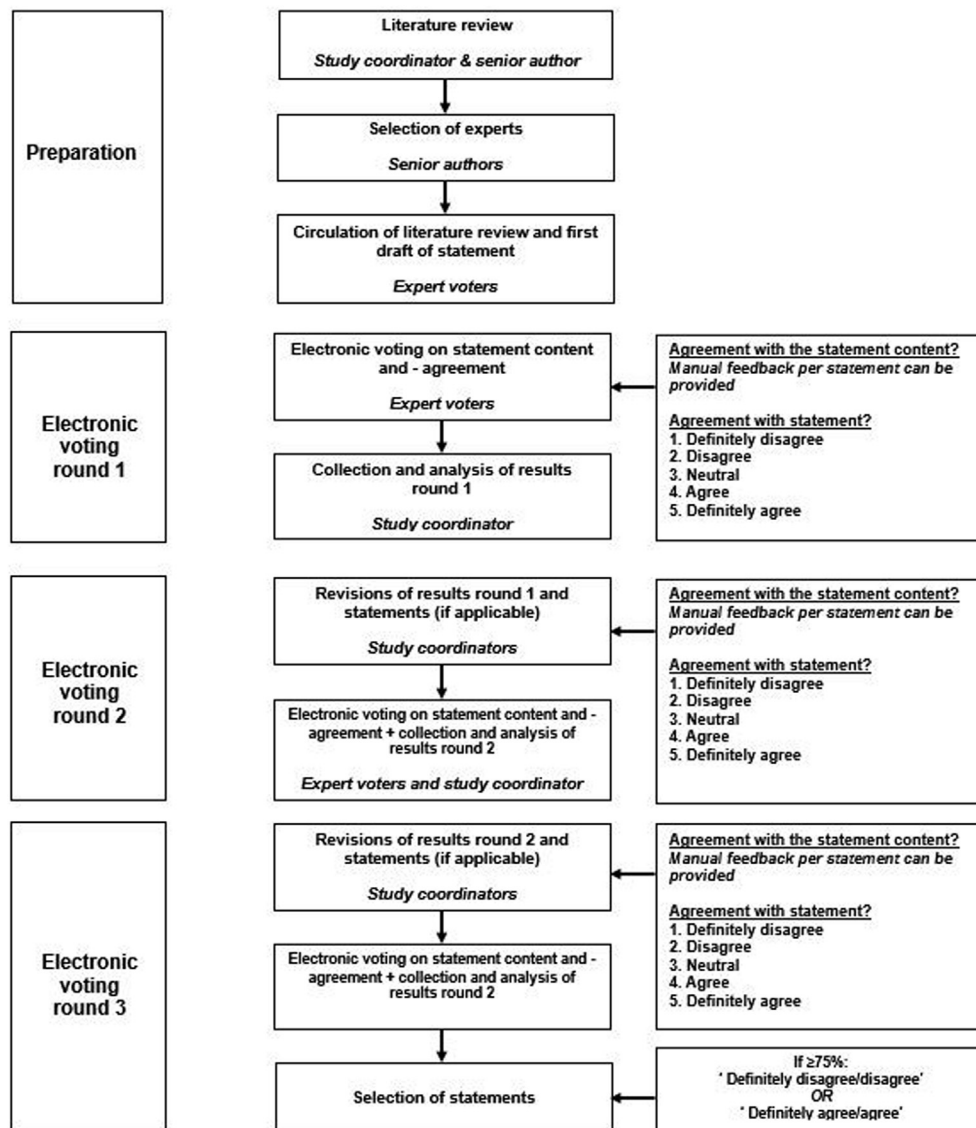 Preparation
Literature review
Study coordinator & senior author
Selection of experts
Senior authors
Circulation of literature review and first
draft of statement
Expert voters
Electronic
voting
round 1
Electronic voting on statement content
and - agreement
Expert voters
Collection and analysis of results
round 1
Study coordinator
Agreement with the statement content?
Manual feedback per statement can be
provided
Agreement with statement?
1. Definitely disagree
2. Disagree
3. Neutral
4. Agree
5. Definitely agree
Electronic
voting
round 2
Revisions of results round 1 and
statements (if applicable)
Study coordinators
Electronic voting on statement content and -
agreement + collection and analysis of
results round 2
Expert voters and study coordinator
Agreement with the statement content?
Manual feedback per statement can be
provided
Agreement with statement?
1. Definitely disagree
2. Disagree
3. Neutral
4. Agree
5. Definitely agree
Electronic
voting
round 3
Revisions of results round 2 and
statements (if applicable)
Study coordinators
Electronic voting on statement content and -
agreement + collection and analysis of
results round 2
Selection of statements
Agreement with the statement content?
Manual feedback per statement can be
provided
Agreement with statement?
1. Definitely disagree
2. Disagree
3. Neutral
4. Agree
5. Definitely agree
If ≥75%:
‘ Definitely disagree/disagree’
OR
‘ Definitely agree/agree’